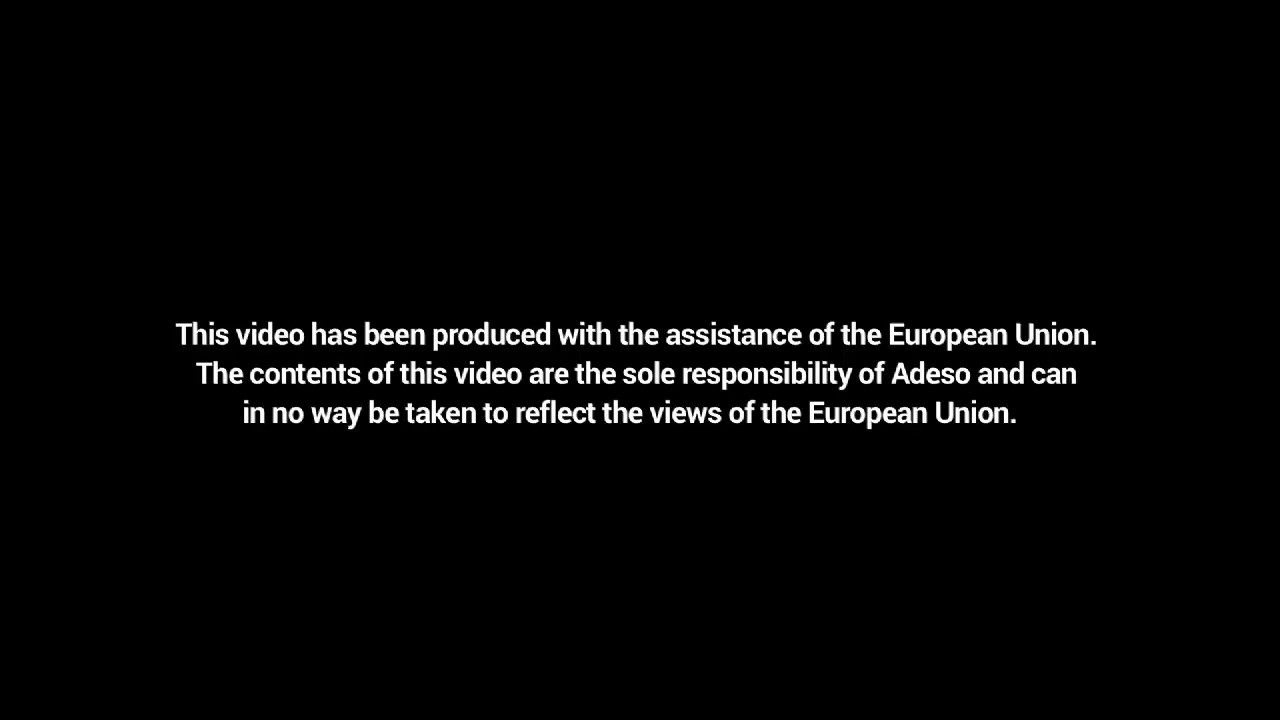 This video has been produced with the assistance of the European Union.
The contents of this video are the sole responsibility of Adeso and can
in no way be taken to reflect the views of the European Union.